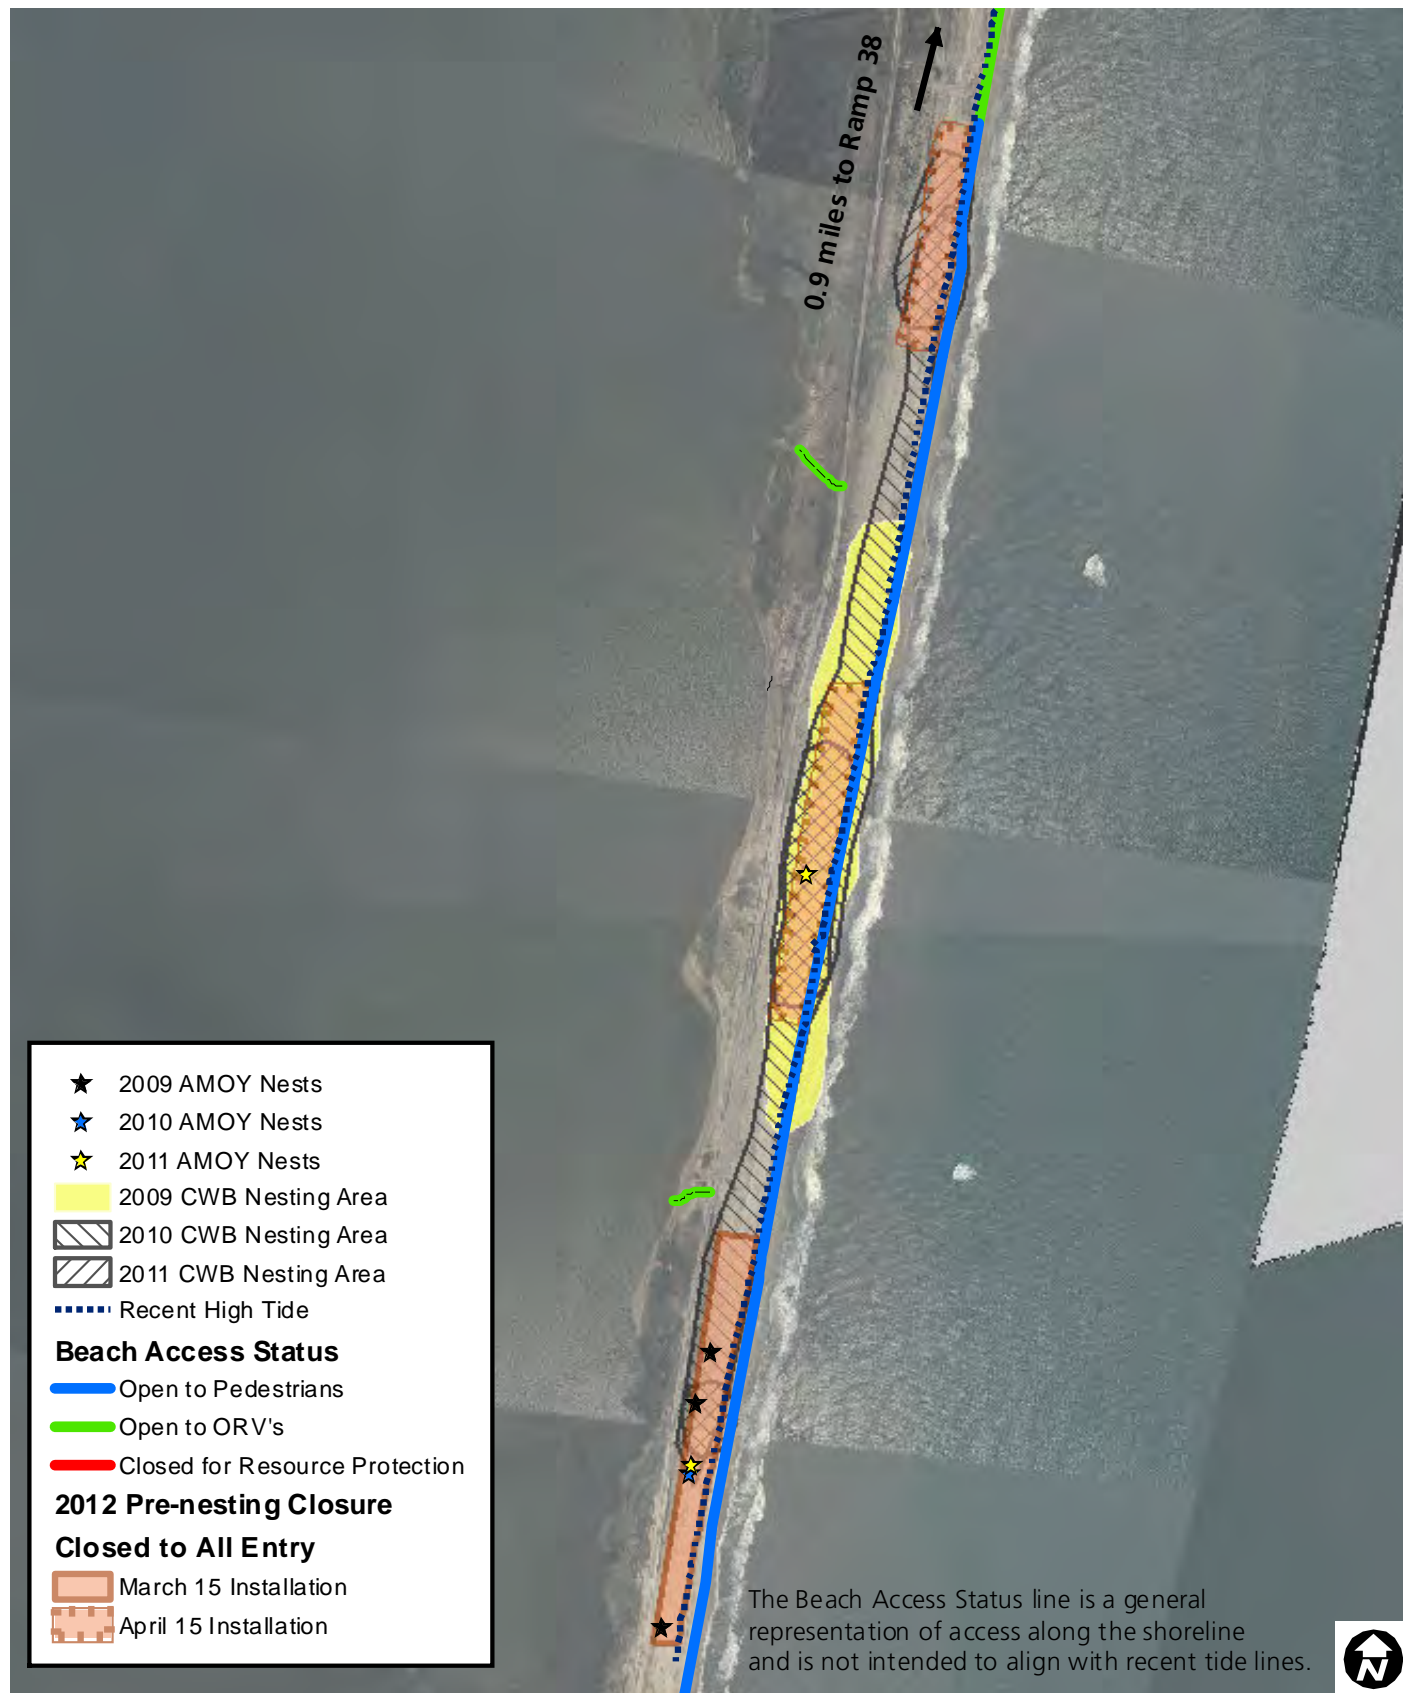 0.9 miles to Ramp 38
2009 AMOY Nests
2010 AMOY Nests
2011 AMOY Nests
2009 CWB Nesting Area
2010 CWB Nesting Area
2011 CWB Nesting Area
Recent High Tide
Beach Access Status
Open to Pedestrians
Open to ORV's
Closed for Resource Protection
2012 Pre-nesting Closure
Closed to All Entry
March 15 Installation
April 15 Installation
The Beach Access Status line is a general
representation of access along the shoreline
and is not intended to align with recent tide lines.
N